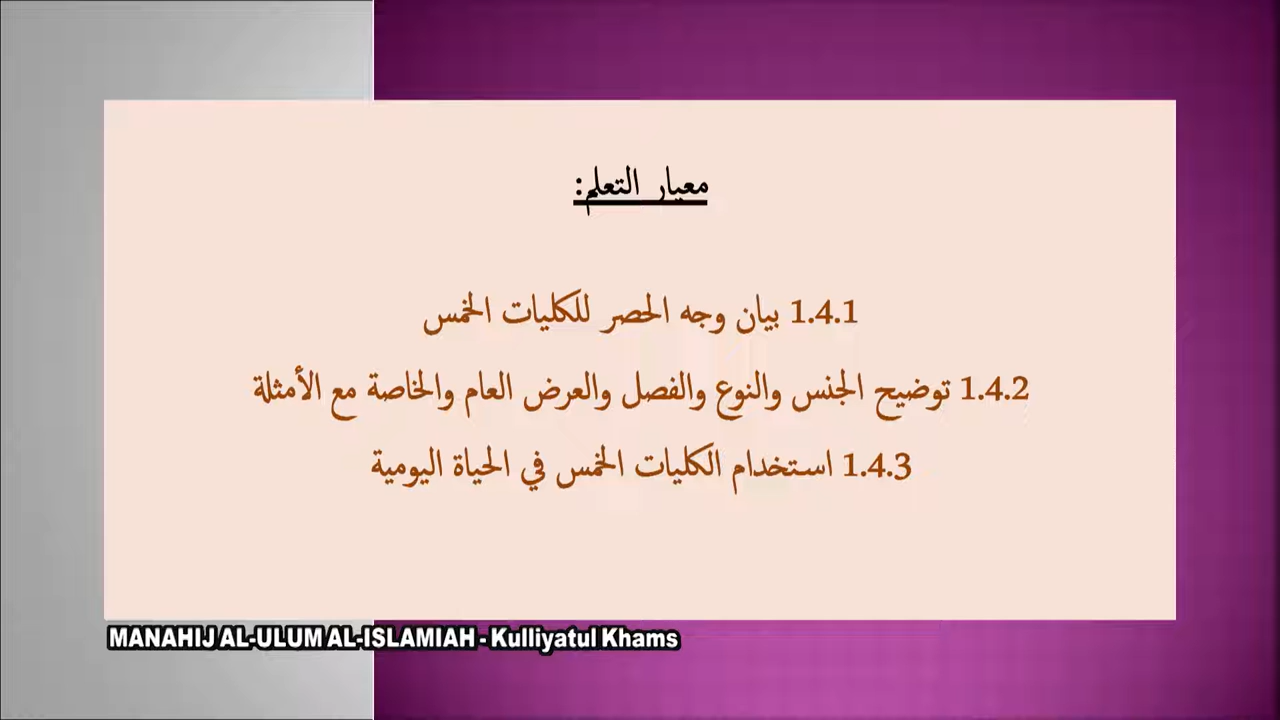 معيار التعلم:
1.4.1 بيان وجه الحصر للكليات الخمس
1.4.2 توضيح الجنس والنوع والفصل والعرض العام والخاصة مع الأمثلة
1.4.3 استخدام الكليات الخمس في الحياة اليومية
MANAHIJ AL-ULUM AL-ISLAMIAH - Kulliyatul Khams